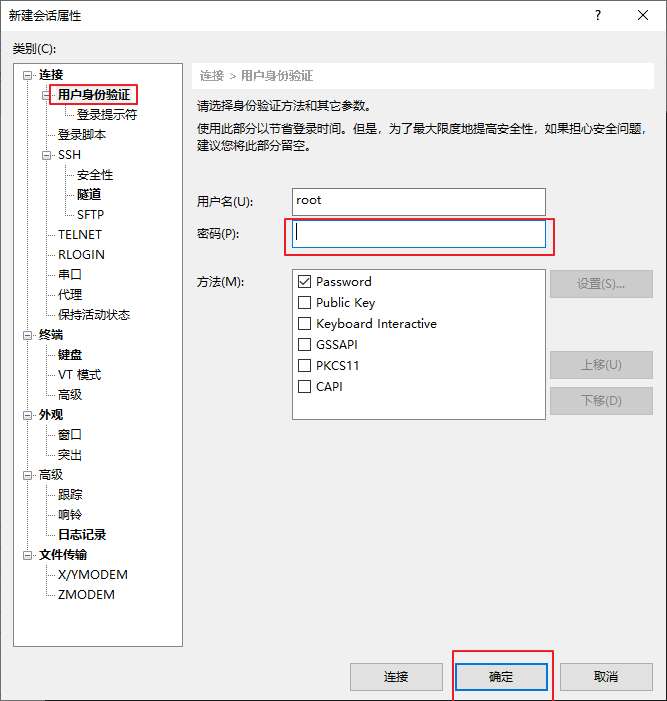 新建会话属性
类别(C):
连接
用户身份验证
登录提示符
登录脚本
SSH
安全性
隧道
SFTP
TELNET
RLOGIN
串口
代理
保持活动状态
终端
键盘
VT 模式
高级
外观
窗口
突出
高级
跟踪
响铃
日志记录
文件传输
X/YMODEM
ZMODEM
连接 > 用户身份验证
请选择身份验证方法和其它参数。
使用此部分以节省登录时间。但是，为了最大限度地提高安全性，如果担心安全问题，
建议您将此部分留空。
用户名(U):
root
密码(P):
方法(M):
Password
Public Key
Keyboard Interactive
GSSAPI
PKCS11
CAPI
设置(S)...
上移(U)
下移(D)
连接
确定
取消